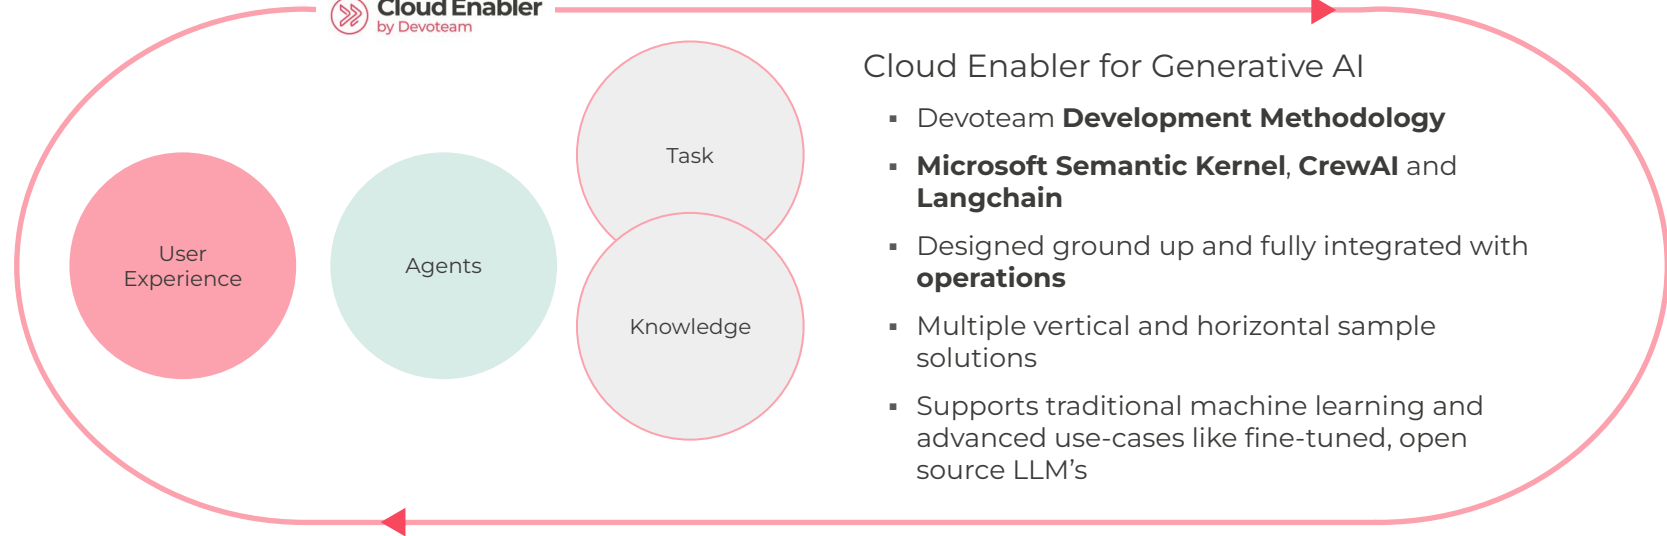 Cloud Enabler
by Devoteam
User
Experience
Agents
Task
Knowledge
Cloud Enabler for Generative AI
▪ Devoteam Development Methodology
▪ Microsoft Semantic Kernel, CrewAI and
Langchain
▪ Designed ground up and fully integrated with
operations
▪ Multiple vertical and horizontal sample
solutions
▪ Supports traditional machine learning and
advanced use-cases like fine-tuned, open
source LLM’s